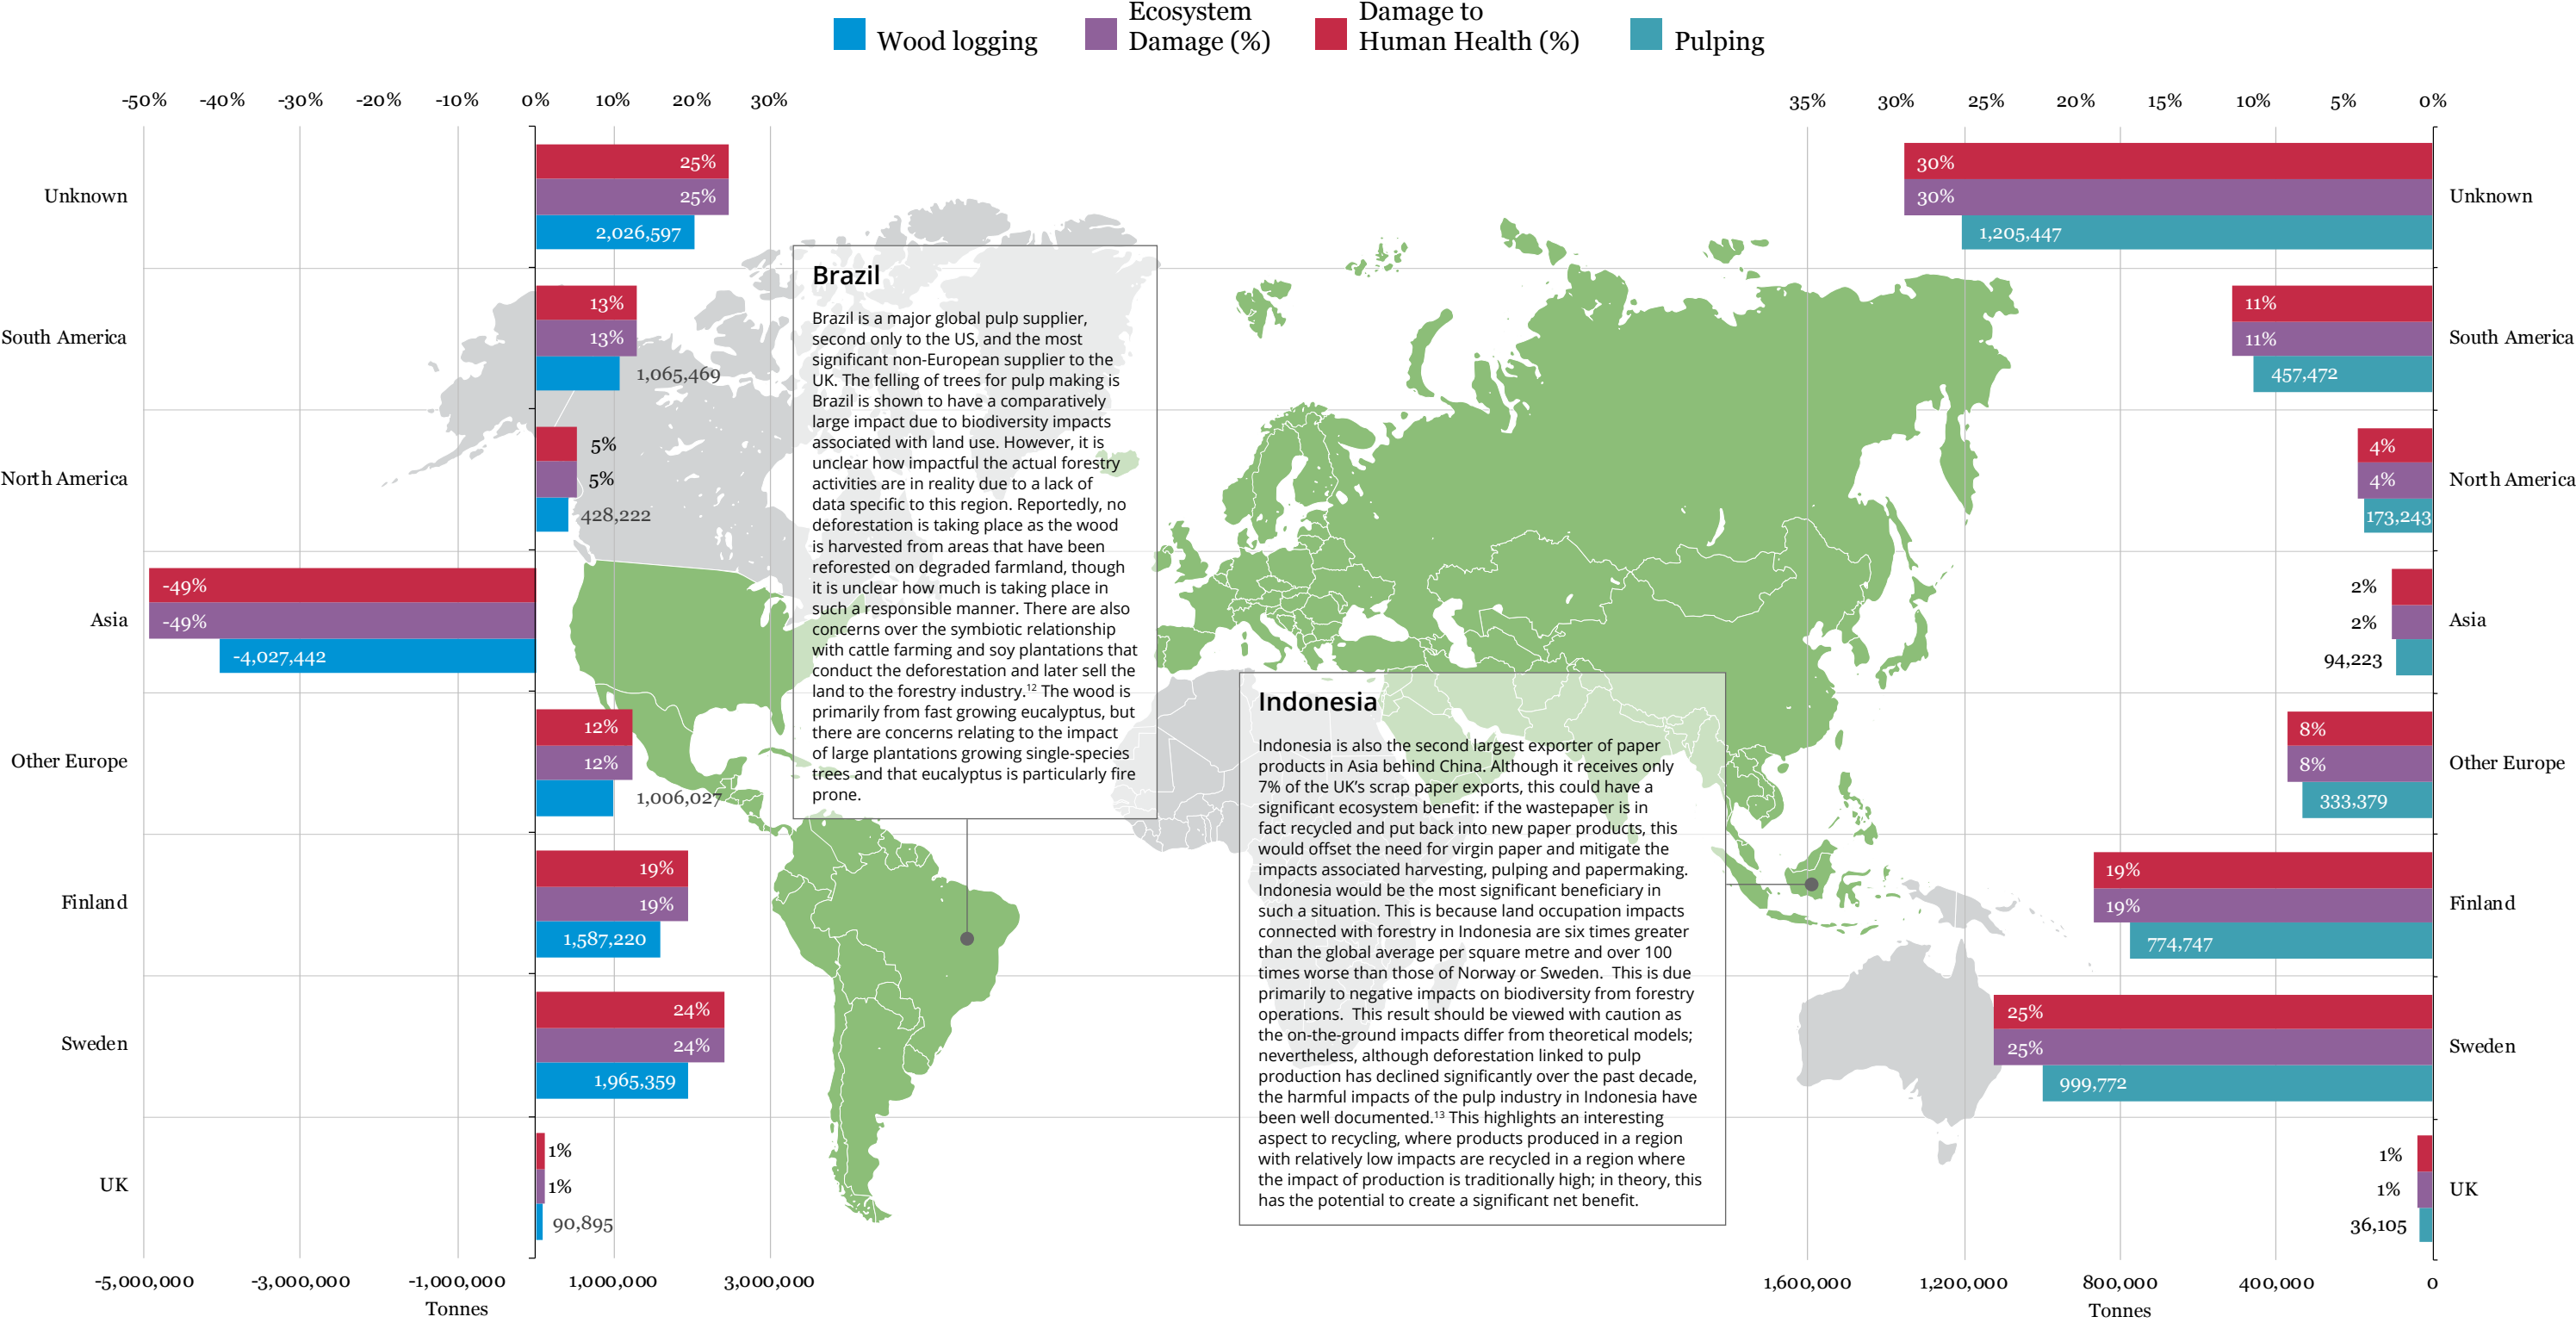 Wood logging
Ecosystem
Damage (%)
Damage to
Human Health (%)
Pulping
-50% -40% -30% -20% -10% 0% 10% 20% 30%
Unknown
25%
25%
2,026,597
South America
13%
13%
1,065,469
North America
5%
5%
428,222
Asia
-49%
-49%
-4,027,442
Other Europe
12%
12%
1,006,027
Finland
19%
19%
1,587,220
Sweden
24%
24%
1,965,359
UK
1%
1%
90,895
-5,000,000 -3,000,000 -1,000,000 1,000,000 3,000,000
Tonnes
Brazil
Brazil is a major global pulp supplier,
second only to the US, and the most
significant non-European supplier to the
UK. The felling of trees for pulp making is
Brazil is shown to have a comparatively
large impact due to biodiversity impacts
associated with land use. However, it is
unclear how impactful the actual forestry
activities are in reality due to a lack of
data specific to this region. Reportedly, no
deforestation is taking place as the wood
is harvested from areas that have been
reforested on degraded farmland, though
it is unclear how much is taking place in
such a responsible manner. There are also
concerns over the symbiotic relationship
with cattle farming and soy plantations that
conduct the deforestation and later sell the
land to the forestry industry.12 The wood is
primarily from fast growing eucalyptus, but
there are concerns relating to the impact
of large plantations growing single-species
trees and that eucalyptus is particularly fire
prone.
Indonesia
Indonesia is also the second largest exporter of paper
products in Asia behind China. Although it receives only
7% of the UK's scrap paper exports, this could have a
significant ecosystem benefit: if the wastepaper is in
fact recycled and put back into new paper products, this
would offset the need for virgin paper and mitigate the
impacts associated harvesting, pulping and papermaking.
Indonesia would be the most significant beneficiary in
such a situation. This is because land occupation impacts
connected with forestry in Indonesia are six times greater
than the global average per square metre and over 100
times worse than those of Norway or Sweden.  This is due
primarily to negative impacts on biodiversity from forestry
operations.  This result should be viewed with caution as
the on-the-ground impacts differ from theoretical models;
nevertheless, although deforestation linked to pulp
production has declined significantly over the past decade,
the harmful impacts of the pulp industry in Indonesia have
been well documented.13 This highlights an interesting
aspect to recycling, where products produced in a region
with relatively low impacts are recycled in a region where
the impact of production is traditionally high; in theory, this
has the potential to create a significant net benefit.
35% 30% 25% 20% 15% 10% 5% 0%
30%
30%
1,205,447
Unknown
11%
11%
457,472
South America
4%
4%
173,243
North America
2%
2%
94,223
Asia
8%
8%
333,379
Other Europe
19%
19%
774,747
Finland
25%
25%
999,772
Sweden
1%
1%
36,105
UK
1,600,000 1,200,000 800,000 400,000 0
Tonnes